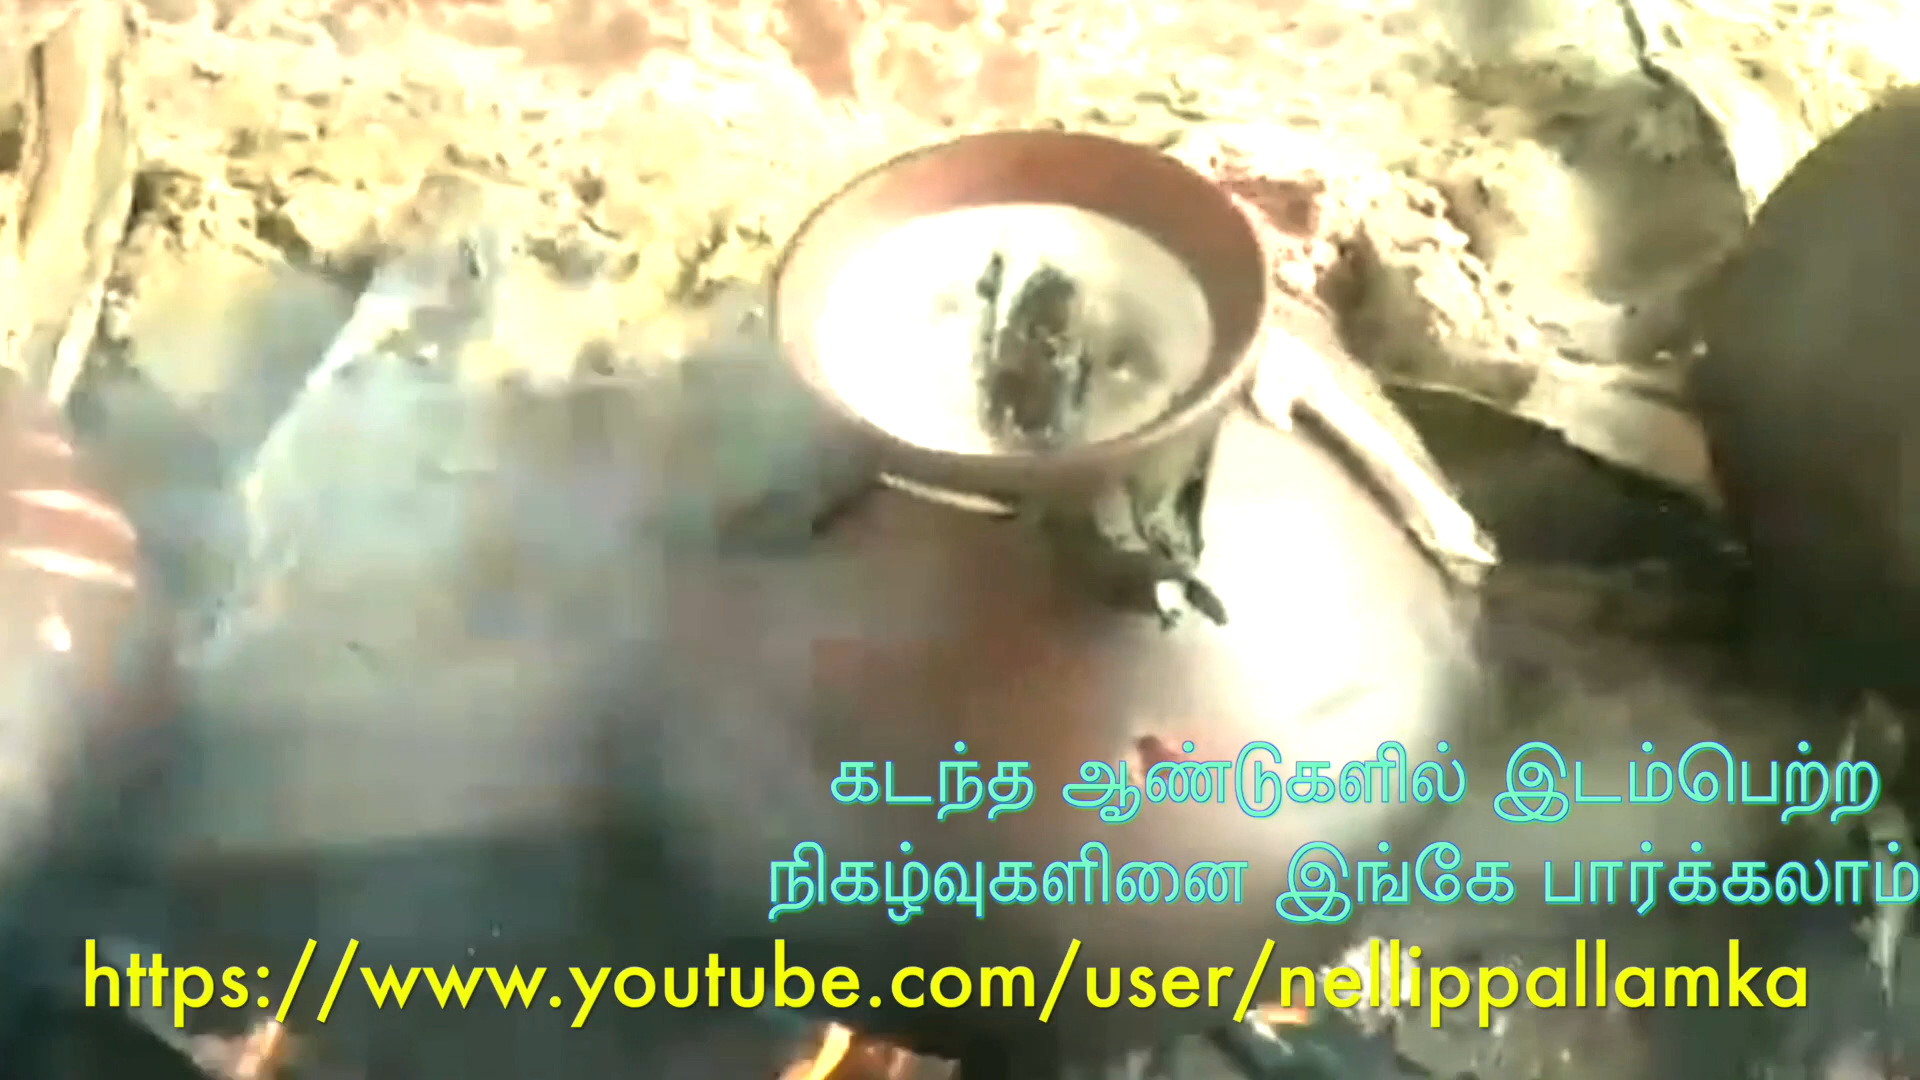 கடந்த ஆண்டுகளில் இடம்பெற்ற
நிகழ்வுகளினை இங்கே பார்க்கலாம்
https://www.youtube.com/user/nellippallamka